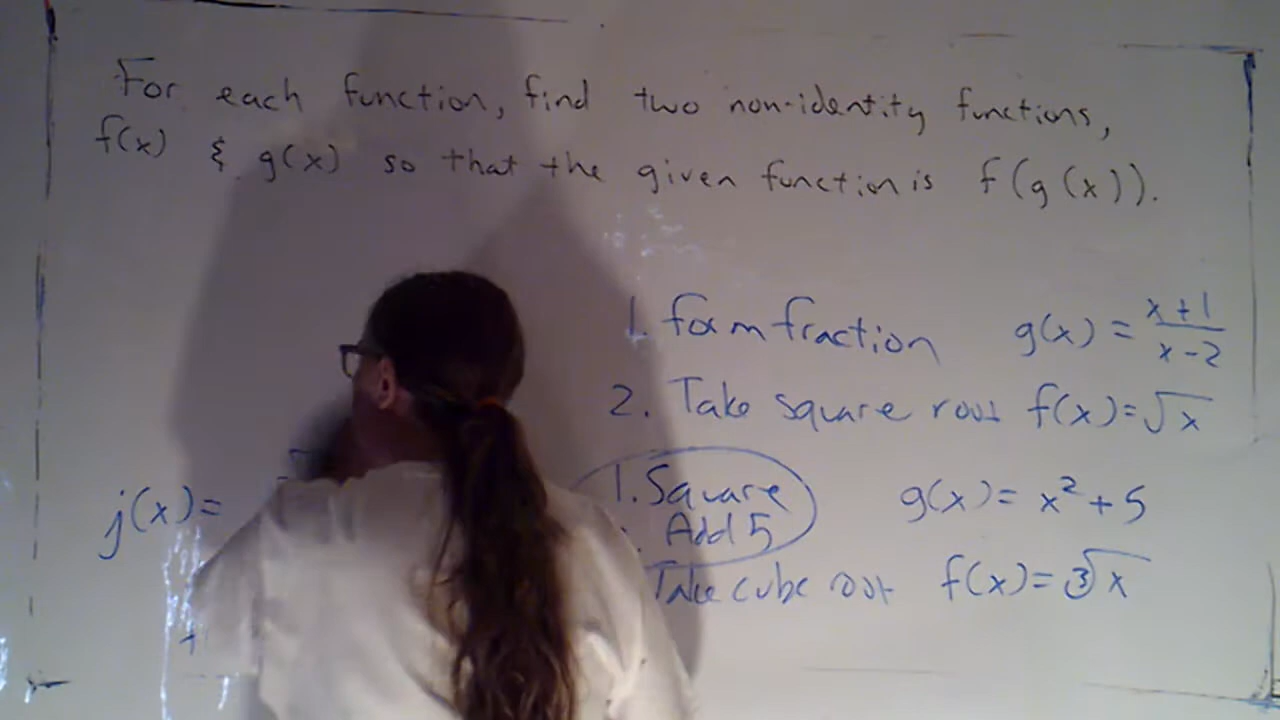 For each function, find two non-identity functions,
f(x) & g(x) so that the given function is f(g(x)).
1. form fraction g(x) = x+1/x-2
2. Take square root f(x)=√x
j(x)= 1. Square g(x)= x²+5
Add 5
Take cube root f(x)= ∛x